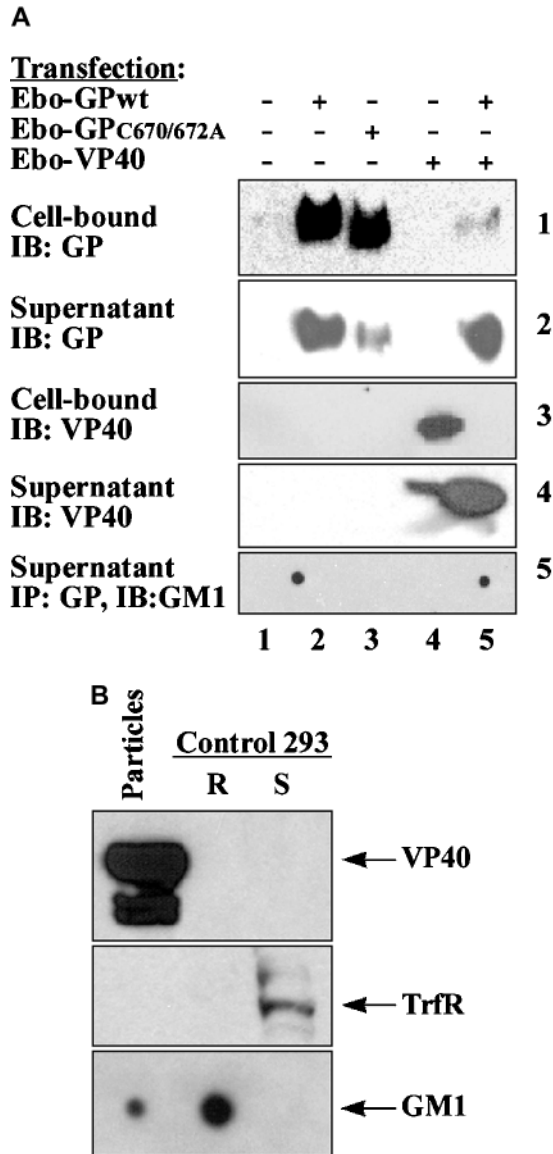 A
Transfection:
Ebo-GPwt - + - - +
Ebo-GPC670/672A - - + - -
Ebo-VP40 - - - + +
Cell-bound
IB: GP
1
Supernatant
IB: GP
2
Cell-bound
IB: VP40
3
Supernatant
IB: VP40
4
Supernatant
IP: GP, IB:GM1
5
1 2 3 4 5
B
Particles
Control 293
R S
VP40
TrfR
GM1